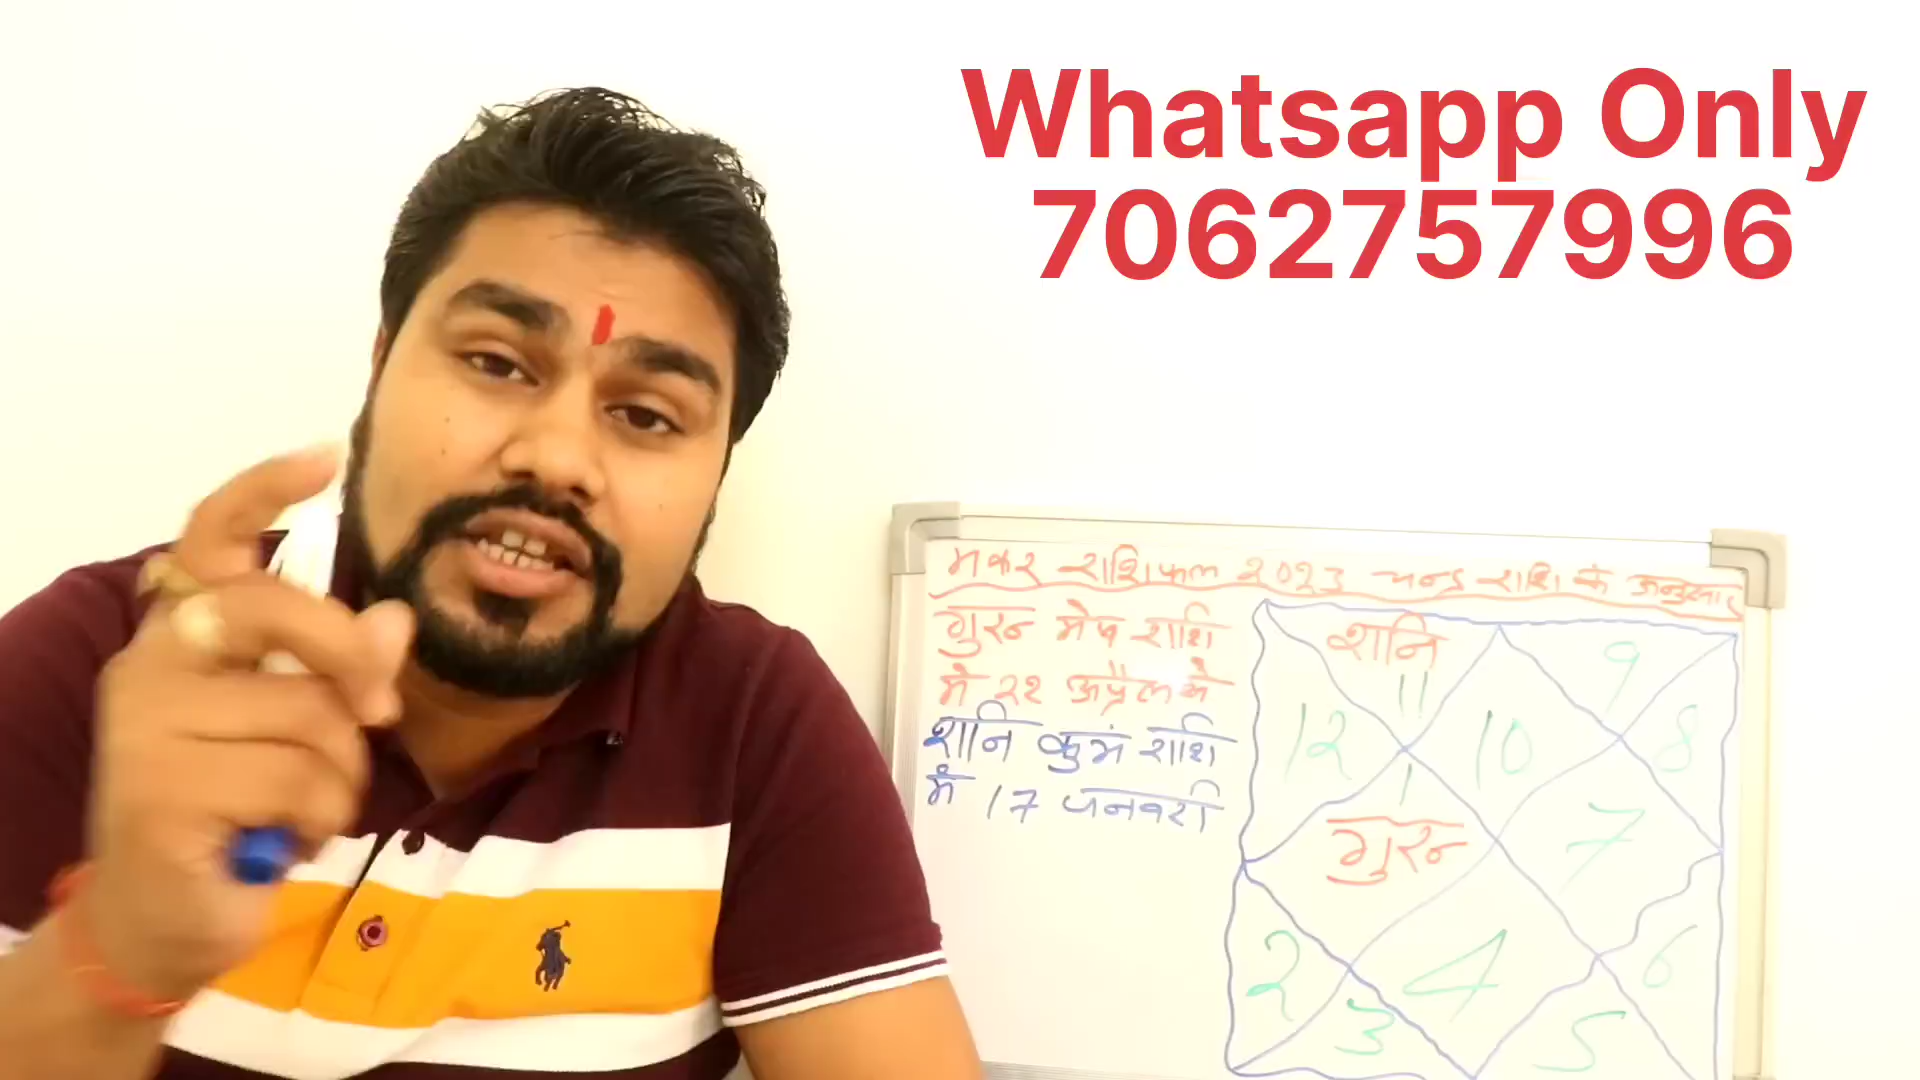 Whatsapp Only
7062757996
मकर राशिफल 2023 चन्द्र राशि के अनुसार
गुरु मेष राशि
मे 22 अप्रैल को
शनि कुभं राशि
मे 17 जनवरी
शनि
9
12
11
10
8
1
गुरु
7
2
4
6
3
5